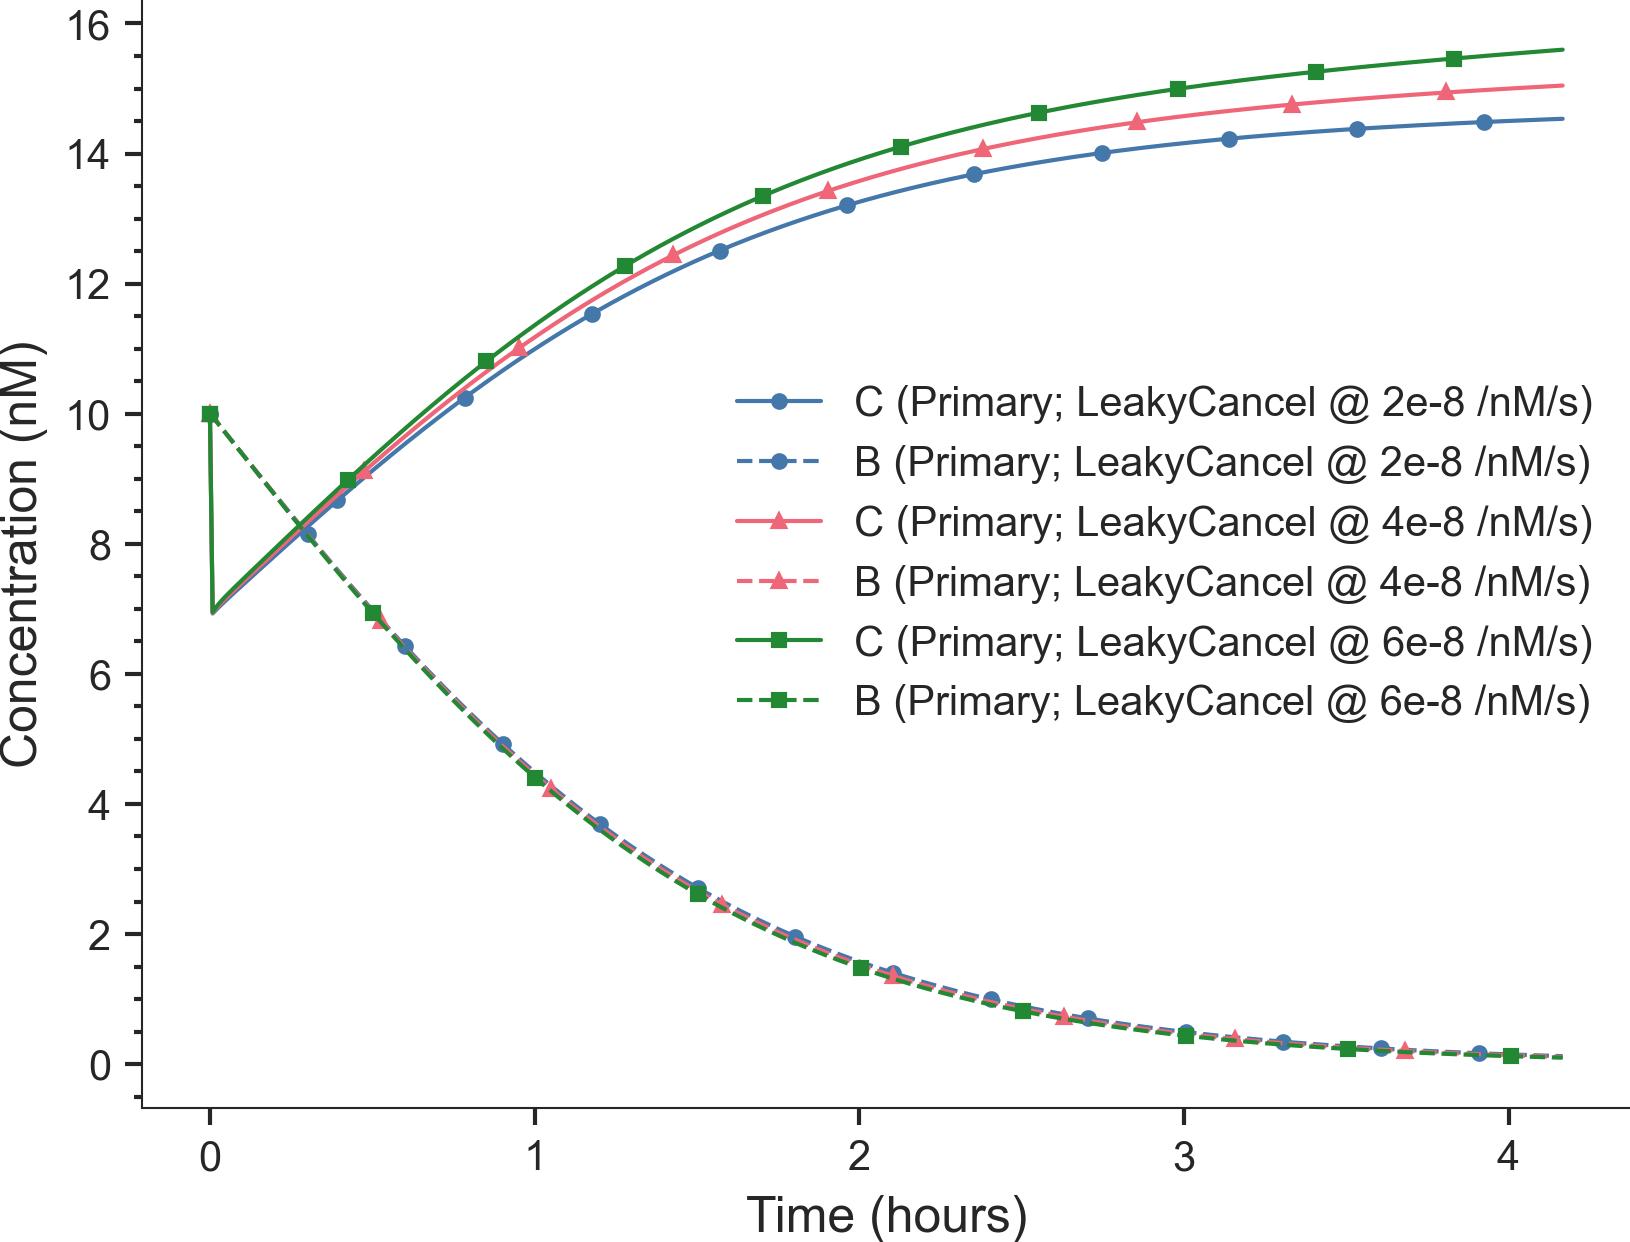 16
14
12
10
8
6
4
2
0
Concentration (nM)
C (Primary; LeakyCancel @ 2e-8 /nM/s)
B (Primary; LeakyCancel @ 2e-8 /nM/s)
C (Primary; LeakyCancel @ 4e-8 /nM/s)
B (Primary; LeakyCancel @ 4e-8 /nM/s)
C (Primary; LeakyCancel @ 6e-8 /nM/s)
B (Primary; LeakyCancel @ 6e-8 /nM/s)
0 1 2 3 4
Time (hours)